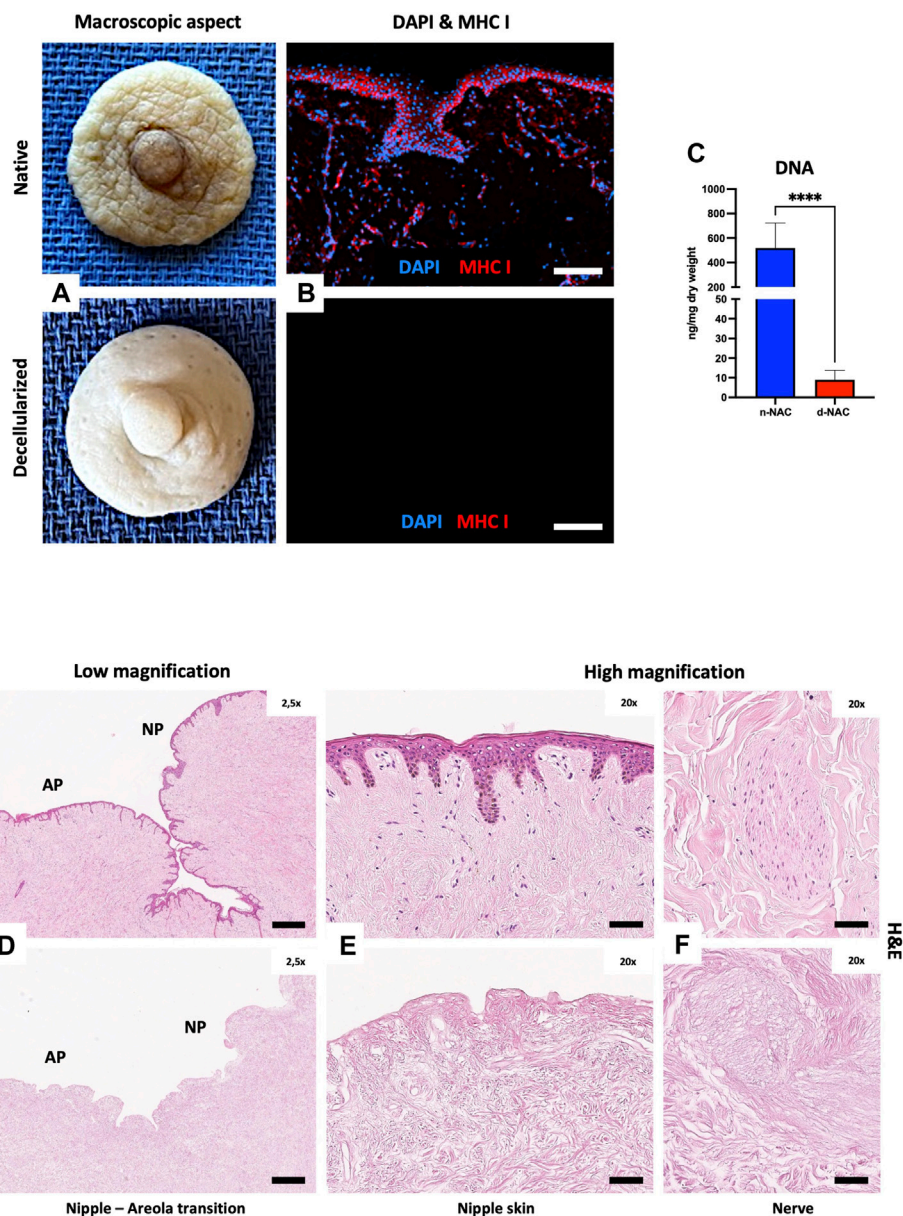 Macroscopic aspect
DAPI & MHC I
Native
DAPI MHC I
A
B
Decellularized
DAPI MHC I
C
DNA
****
ng/mg dry weight
1000
800
600
400
200
50
40
30
20
10
0
n-NAC
d-NAC
Low magnification
High magnification
2,5x
NP
AP
20x
20x
D
E
F
H&E
2,5x
NP
AP
20x
20x
Nipple – Areola transition
Nipple skin
Nerve